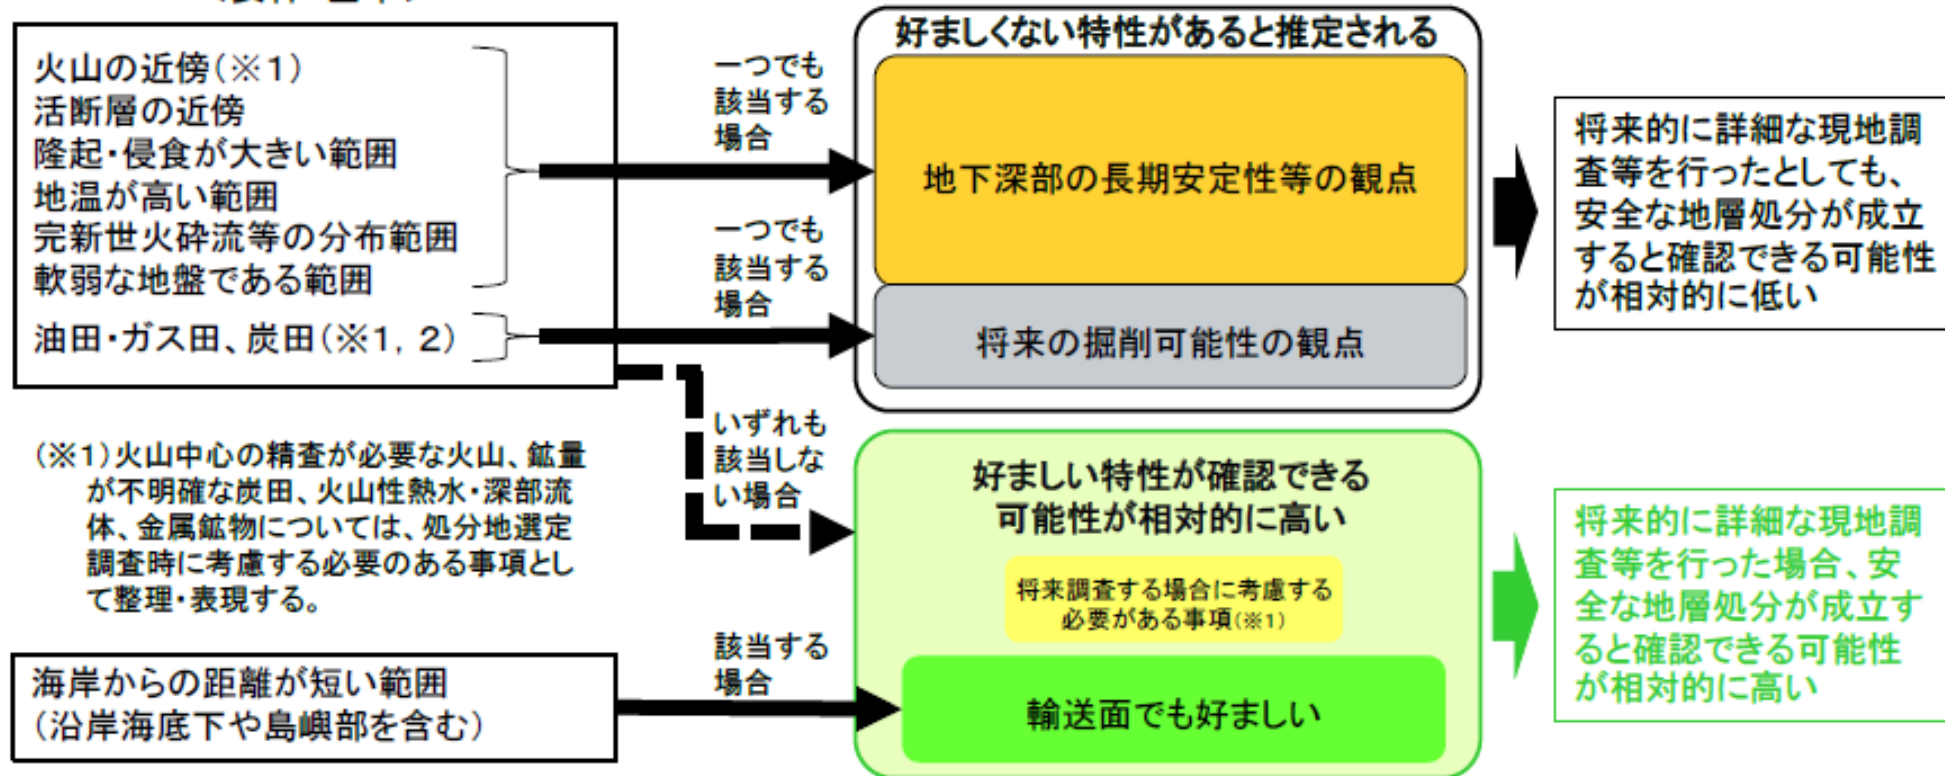 火山の近傍(※1)
活断層の近傍
隆起・侵食が大きい範囲
地温が高い範囲
完新世火砕流等の分布範囲
軟弱な地盤である範囲
油田・ガス田、炭田(※1, 2)
(※1)火山中心の精査が必要な火山、鉱量
が不明確な炭田、火山性熱水・深部流
体、金属鉱物については、処分地選定
調査時に考慮する必要のある事項とし
て整理・表現する。
海岸からの距離が短い範囲
(沿岸海底下や島嶼部を含む)
一つでも
該当する
場合
一つでも
該当する
場合
いずれも
該当しな
い場合
該当する
場合
好ましくない特性があると推定される
地下深部の長期安定性等の観点
将来の掘削可能性の観点
好ましい特性が確認できる
可能性が相対的に高い
将来調査する場合に考慮する
必要がある事項(※1)
輸送面でも好ましい
将来的に詳細な現地調
査等を行ったとしても、
安全な地層処分が成立
すると確認できる可能性
が相対的に低い
将来的に詳細な現地調
査等を行った場合、安
全な地層処分が成立す
ると確認できる可能性
が相対的に高い